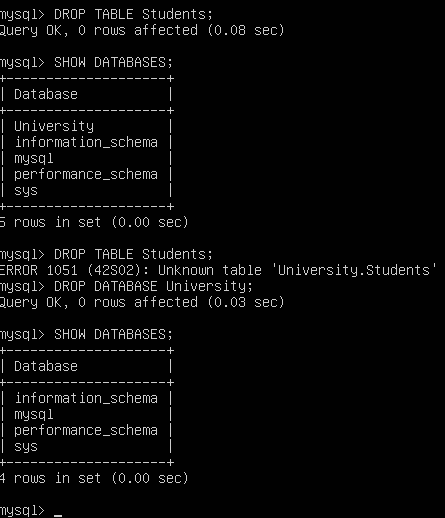 mysql> DROP TABLE Students;
Query OK, 0 rows affected (0.08 sec)
mysql> SHOW DATABASES;
+--------------------+
| Database           |
+--------------------+
| University         |
| information_schema |
| mysql              |
| performance_schema |
| sys                |
+--------------------+
5 rows in set (0.00 sec)
mysql> DROP TABLE Students;
ERROR 1051 (42S02): Unknown table 'University.Students'
mysql> DROP DATABASE University;
Query OK, 0 rows affected (0.03 sec)
mysql> SHOW DATABASES;
+--------------------+
| Database           |
+--------------------+
| information_schema |
| mysql              |
| performance_schema |
| sys                |
+--------------------+
4 rows in set (0.00 sec)
mysql> _